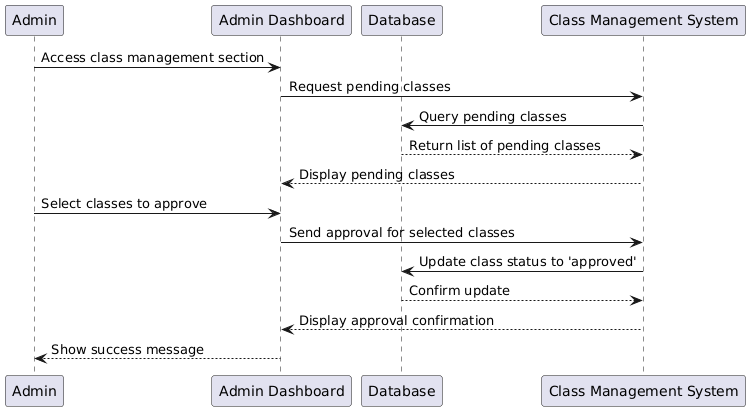 Admin
Admin Dashboard
Database
Class Management System
Access class management section
Request pending classes
Query pending classes
Return list of pending classes
Display pending classes
Select classes to approve
Send approval for selected classes
Update class status to 'approved'
Confirm update
Display approval confirmation
Show success message
Admin
Admin Dashboard
Database
Class Management System